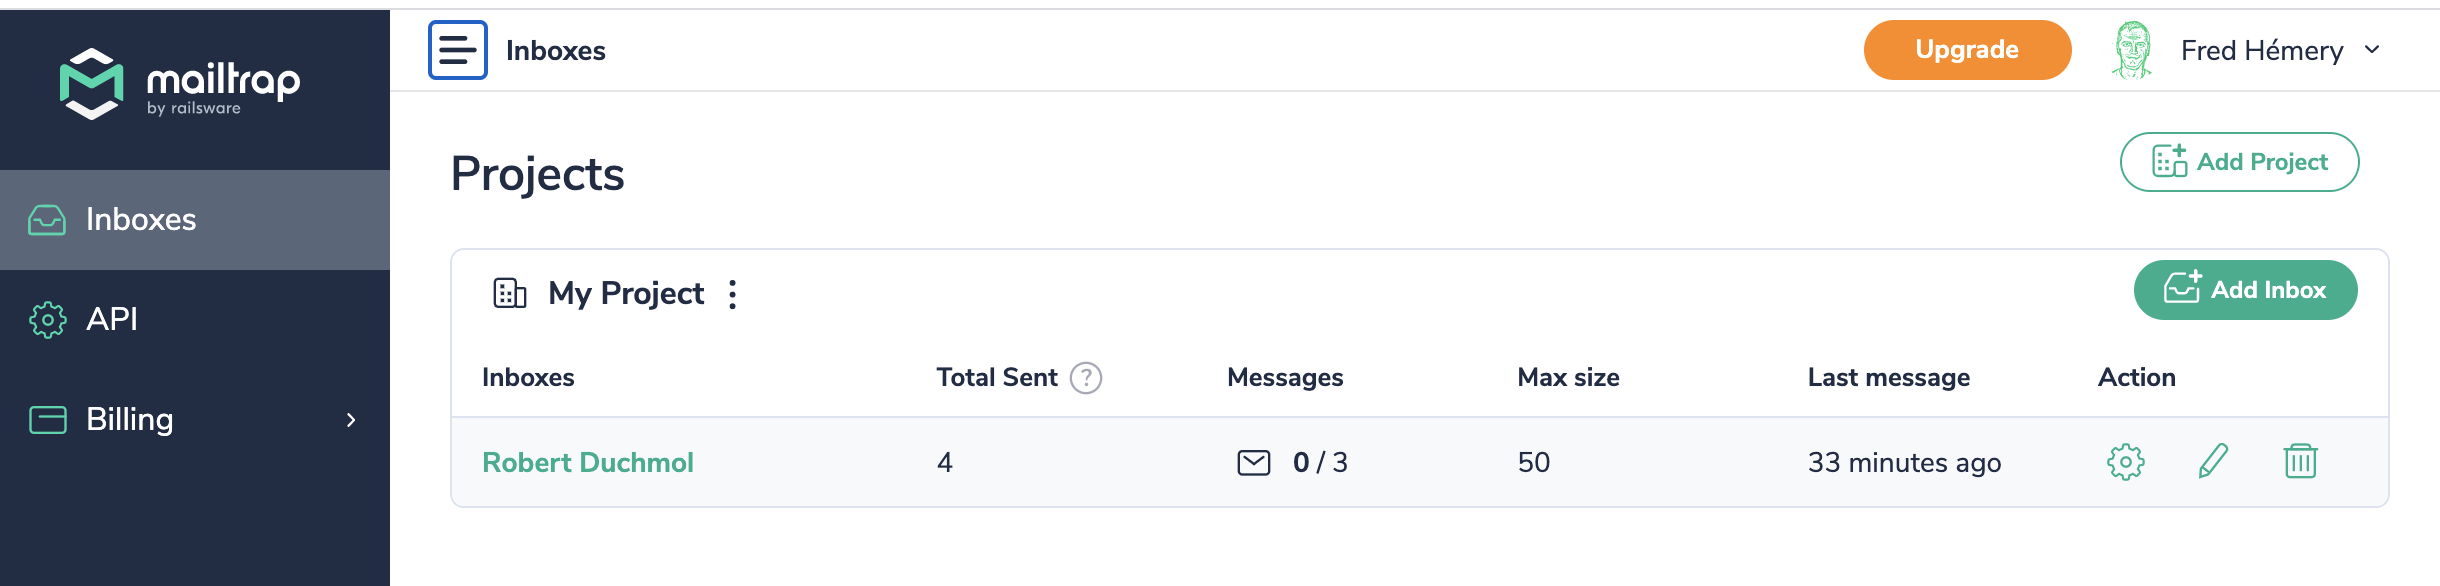 mailtrap
by railsware
Inboxes
API
Billing
Inboxes
Upgrade
Fred Hémery
Projects
Add Project
My Project
Add Inbox
Inboxes Total Sent ? Messages Max size Last message Action
Robert Duchmol 4 0 / 3 50 33 minutes ago